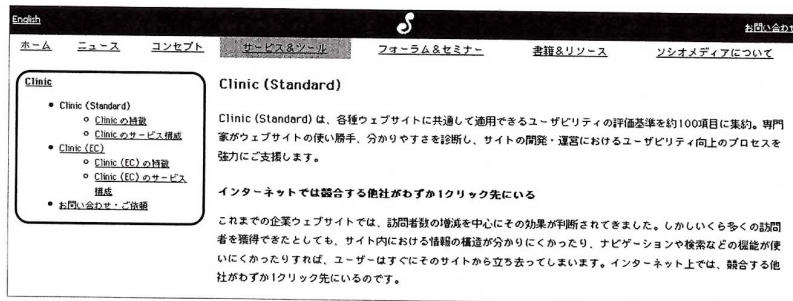 English
お問い合わせ
ホーム ニュース コンセプト サービス&ツール フォーラム&セミナー 書籍&リソース ソシオメディアについて
Clinic
Clinic (Standard)
Clinic の特徴
Clinic のサービス構成
Clinic (EC)
Clinic (EC) の特徴
Clinic (EC) のサービス
構成
お問い合わせ・ご依頼
Clinic (Standard)
Clinic (Standard) は、各種ウェブサイトに共通して適用できるユーザビリティの評価基準を約100項目に集約。専門
家がウェブサイトの使い勝手、分かりやすさを診断し、サイトの開発・運営におけるユーザビリティ向上のプロセスを
強力にご支援します。
インターネットでは競合する他社がわずか1クリック先にいる
これまでの企業ウェブサイトでは、訪問者数の増減を中心にその効果が判断されてきました。しかしいくら多くの訪問
者を獲得できたとしても、サイト内における情報の構造が分かりにくかったり、ナビゲーションや検索などの機能が使
いにくかったりすれば、ユーザーはすぐにそのサイトから立ち去ってしまいます。インターネット上では、競合する他
社がわずか1クリック先にいるのです。